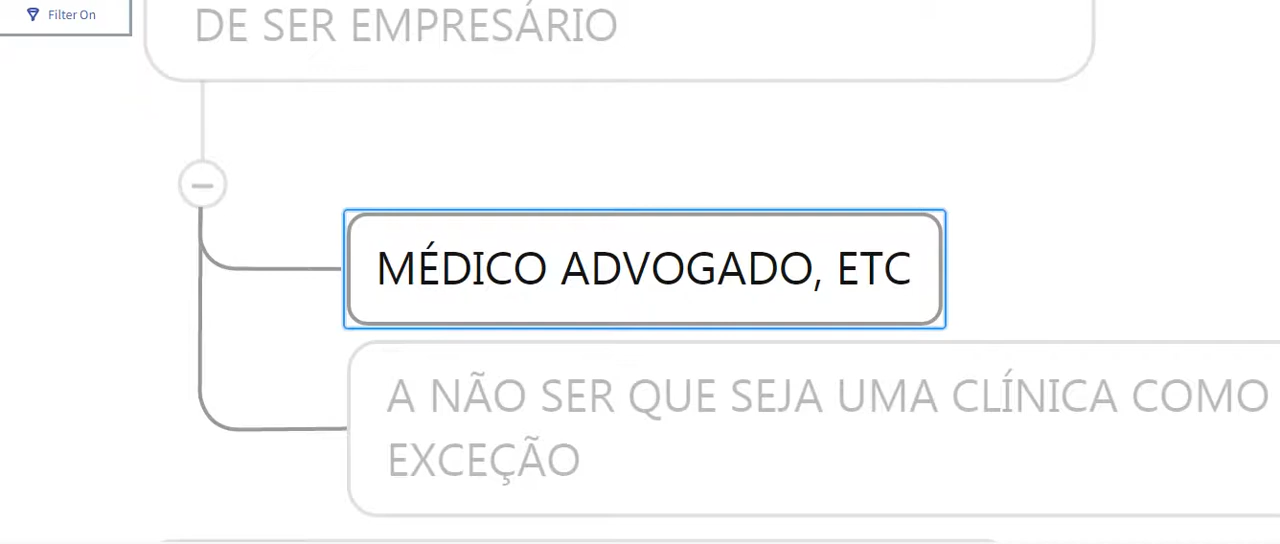 Filter On
DE SER EMPRESÁRIO
MÉDICO ADVOGADO, ETC
A NÃO SER QUE SEJA UMA CLÍNICA COMO
EXCEÇÃO